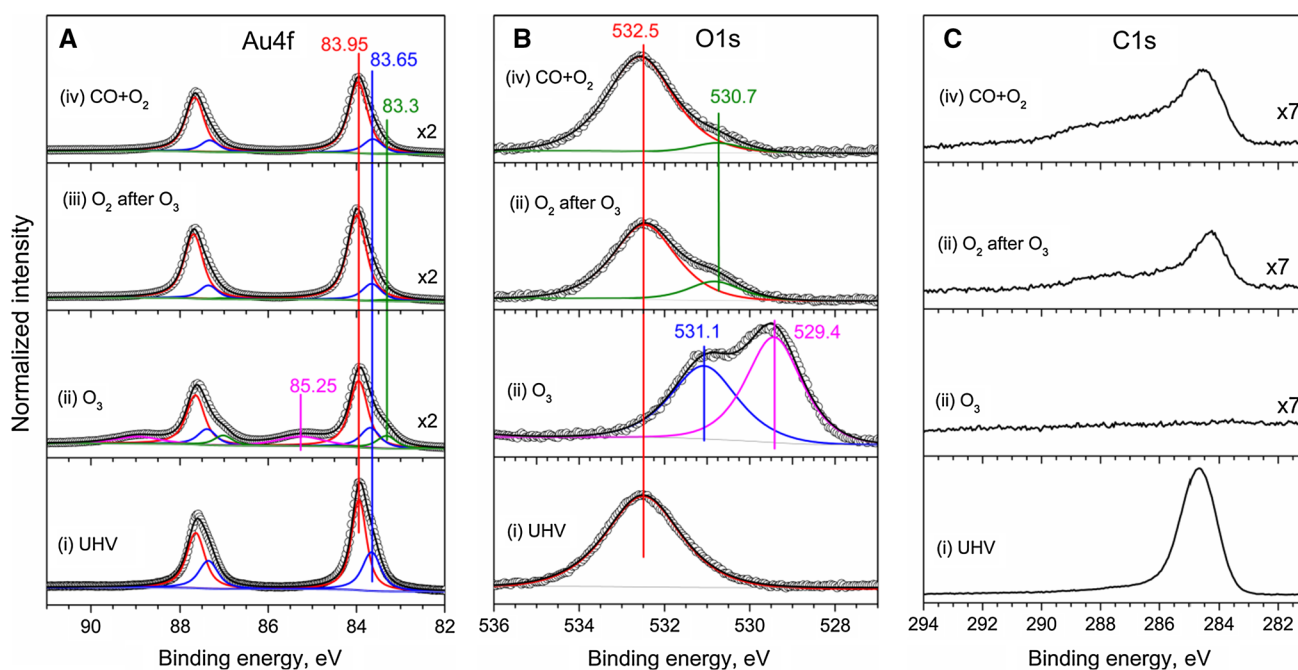 Normalized intensity
A
Au4f
83.95
83.65
83.3
(iv) CO+O2
x2
(iii) O2 after O3
x2
85.25
(ii) O3
x2
(i) UHV
90 88 86 84 82
Binding energy, eV
B
532.5
O1s
(iv) CO+O2
530.7
(ii) O2 after O3
531.1
529.4
(ii) O3
(i) UHV
536 534 532 530 528
Binding energy, eV
C
C1s
(iv) CO+O2
x7
(ii) O2 after O3
x7
(ii) O3
x7
(i) UHV
294 292 290 288 286 284 282
Binding energy, eV